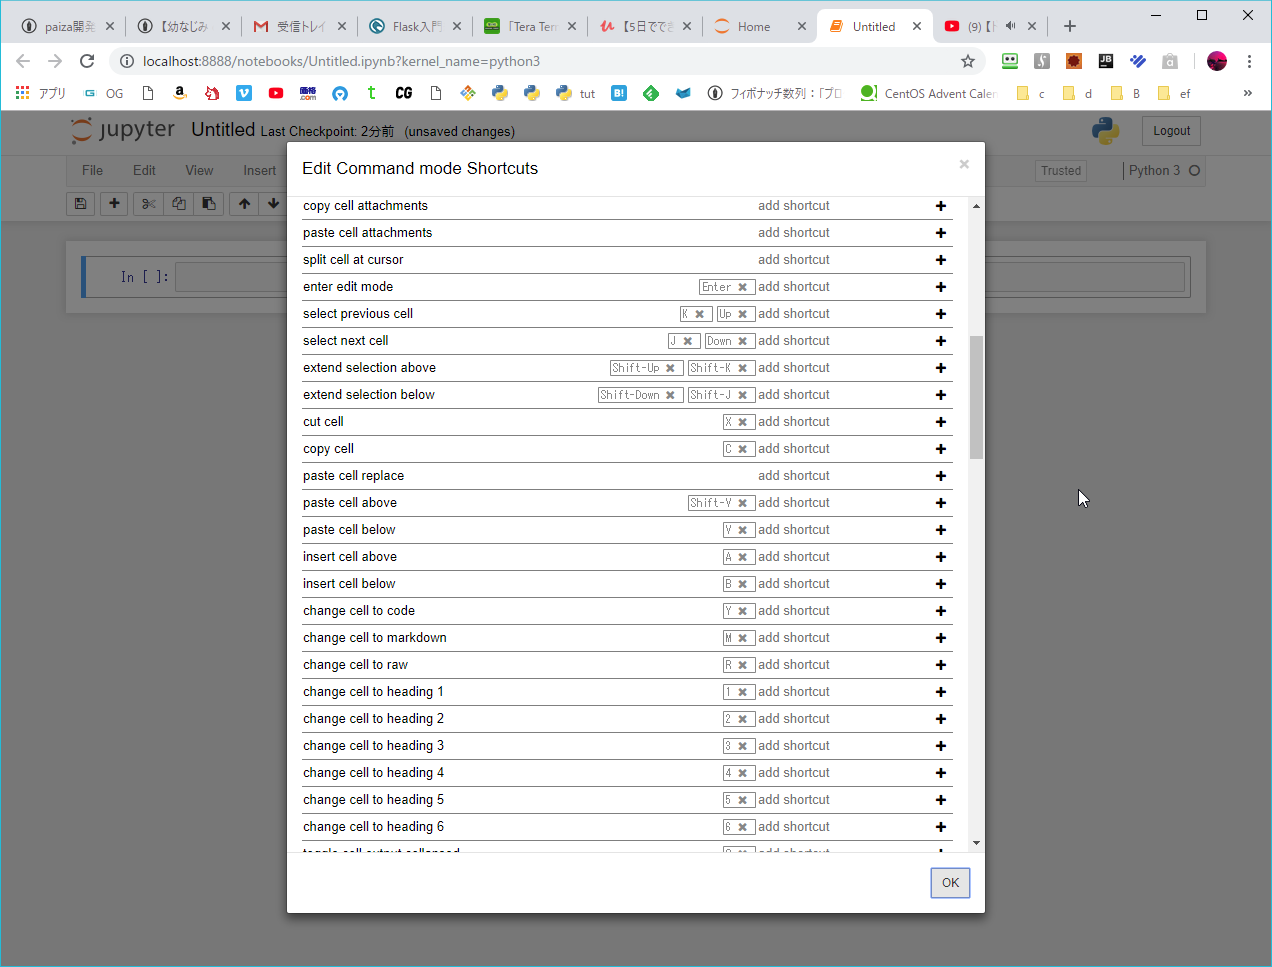 paiza開発
【幼なじみ
受信トレイ
Flask入門
「Tera Ter
【5日ででき
Home
Untitled
(9)【ド
localhost:8888/notebooks/Untitled.ipynb?kernel_name=python3
アプリ
OG
tut
フィボナッチ数列：「プロ
CentOS Advent Calen
c
d
B
ef
»
jupyter Untitled Last Checkpoint: 2分前 (unsaved changes)
Logout
File Edit View Insert
Trusted
Python 3
In [ ]:
Edit Command mode Shortcuts
copy cell attachments add shortcut
paste cell attachments add shortcut
split cell at cursor add shortcut
enter edit mode Enter add shortcut
select previous cell K Up add shortcut
select next cell J Down add shortcut
extend selection above Shift-Up Shift-K add shortcut
extend selection below Shift-Down Shift-J add shortcut
cut cell X add shortcut
copy cell C add shortcut
paste cell replace add shortcut
paste cell above Shift-V add shortcut
paste cell below V add shortcut
insert cell above A add shortcut
insert cell below B add shortcut
change cell to code Y add shortcut
change cell to markdown M add shortcut
change cell to raw R add shortcut
change cell to heading 1 1 add shortcut
change cell to heading 2 2 add shortcut
change cell to heading 3 3 add shortcut
change cell to heading 4 4 add shortcut
change cell to heading 5 5 add shortcut
change cell to heading 6 6 add shortcut
toggle cell output collapsed add shortcut
OK